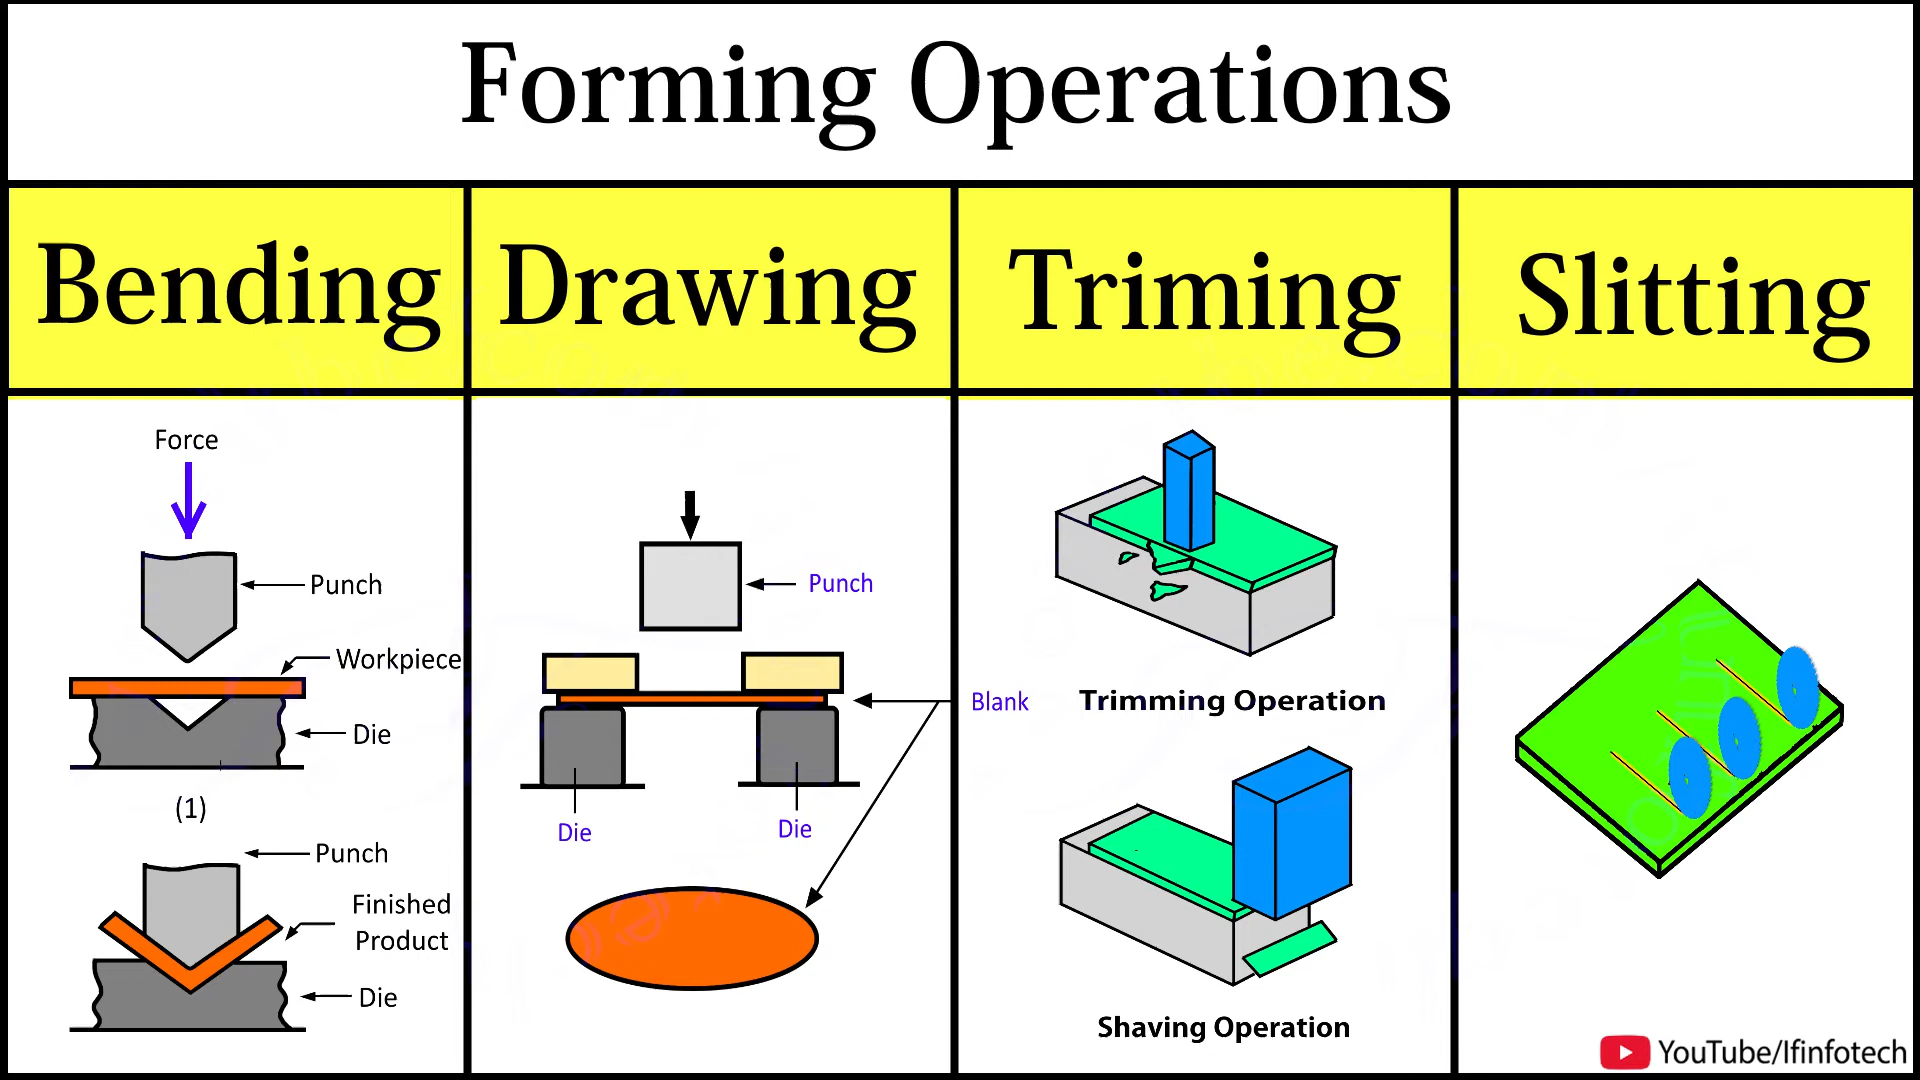 Forming Operations
Bending
Drawing
Triming
Slitting
Force
Punch
Workpiece
Die
(1)
Punch
Finished
Product
Die
Punch
Blank
Die
Die
Trimming Operation
Shaving Operation
YouTube/Ifinfotech